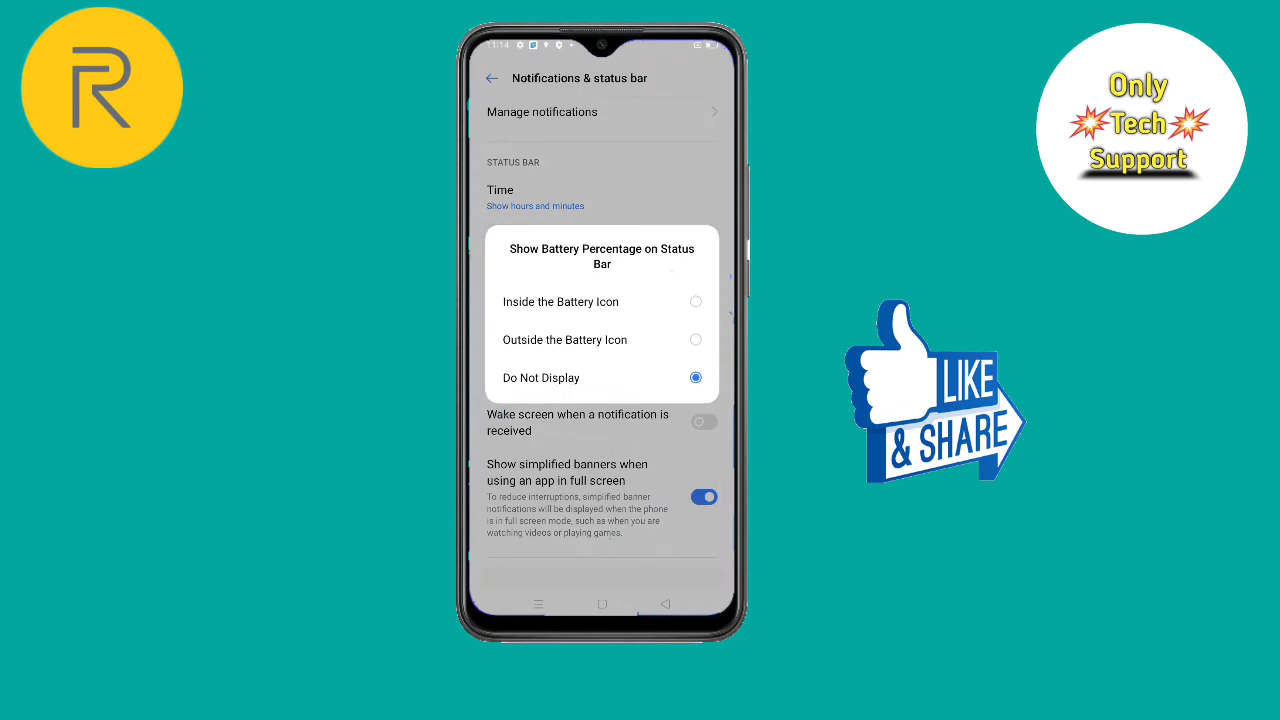 R
Only
Tech
Support
11:14
Notifications & status bar
Manage notifications
STATUS BAR
Time
Show hours and minutes
Show Battery Percentage on Status
Bar
Inside the Battery Icon
Outside the Battery Icon
Do Not Display
Wake screen when a notification is
received
Show simplified banners when
using an app in full screen
To reduce interruptions, simplified banner
notifications will be displayed when the phone
is in full screen mode, such as when you are
watching videos or playing games.
LIKE
& SHARE